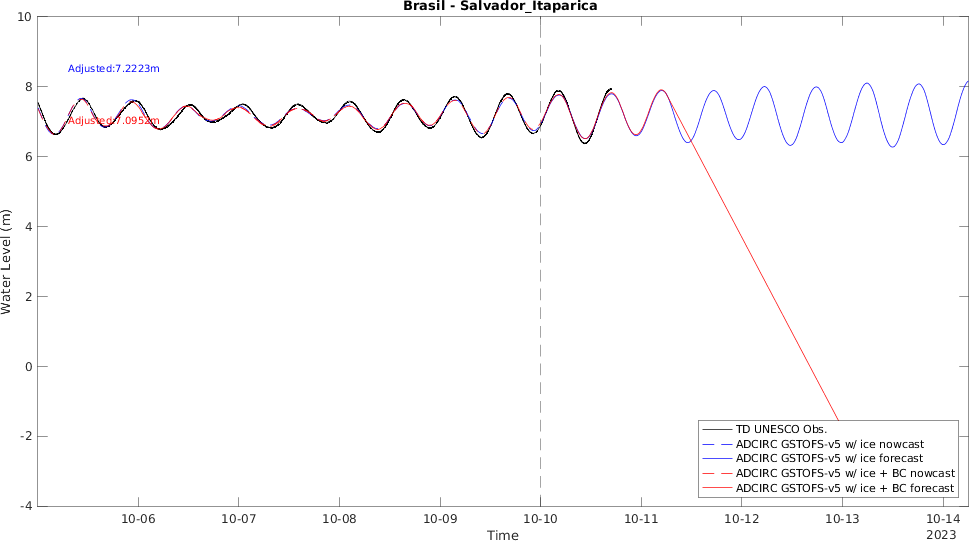 Brasil - Salvador_Itaparica
Water Level (m)
10
8
6
4
2
0
-2
-4
Adjusted:7.2223m
Adjusted:7.0952m
TD UNESCO Obs.
ADCIRC GSTOFS-v5 w/ ice nowcast
ADCIRC GSTOFS-v5 w/ ice forecast
ADCIRC GSTOFS-v5 w/ ice + BC nowcast
ADCIRC GSTOFS-v5 w/ ice + BC forecast
10-06 10-07 10-08 10-09 10-10 10-11 10-12 10-13 10-14
2023
Time